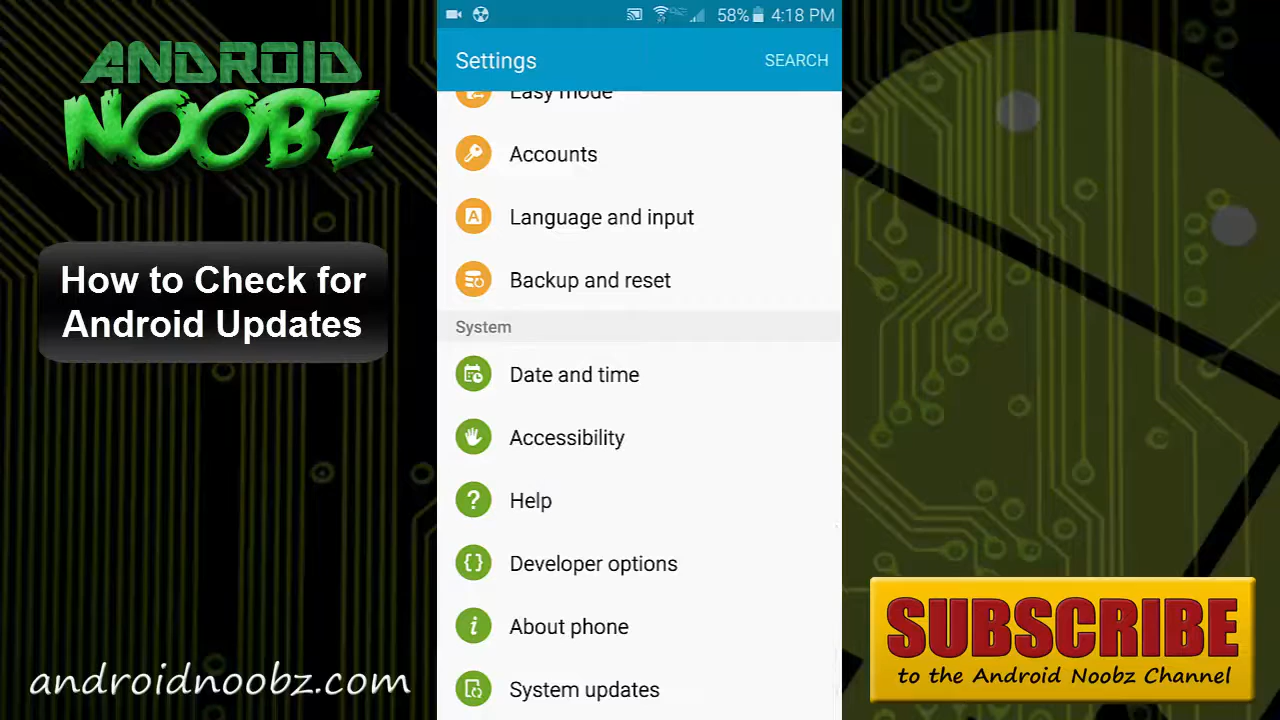 ANDROID
NOOBZ
How to Check for
Android Updates
androidnoobz.com
58% 4:18 PM
Settings SEARCH
Easy mode
Accounts
A Language and input
Backup and reset
System
Date and time
Accessibility
? Help
{} Developer options
i About phone
System updates
SUBSCRIBE
to the Android Noobz Channel